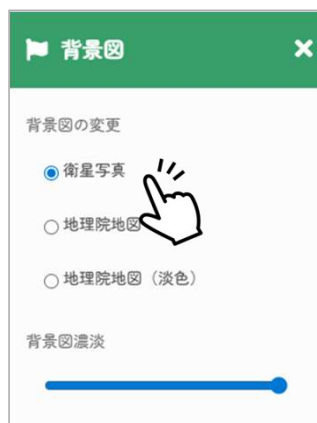 背景図
背景図の変更
衛星写真
地理院地図
地理院地図（淡色）
背景図濃淡